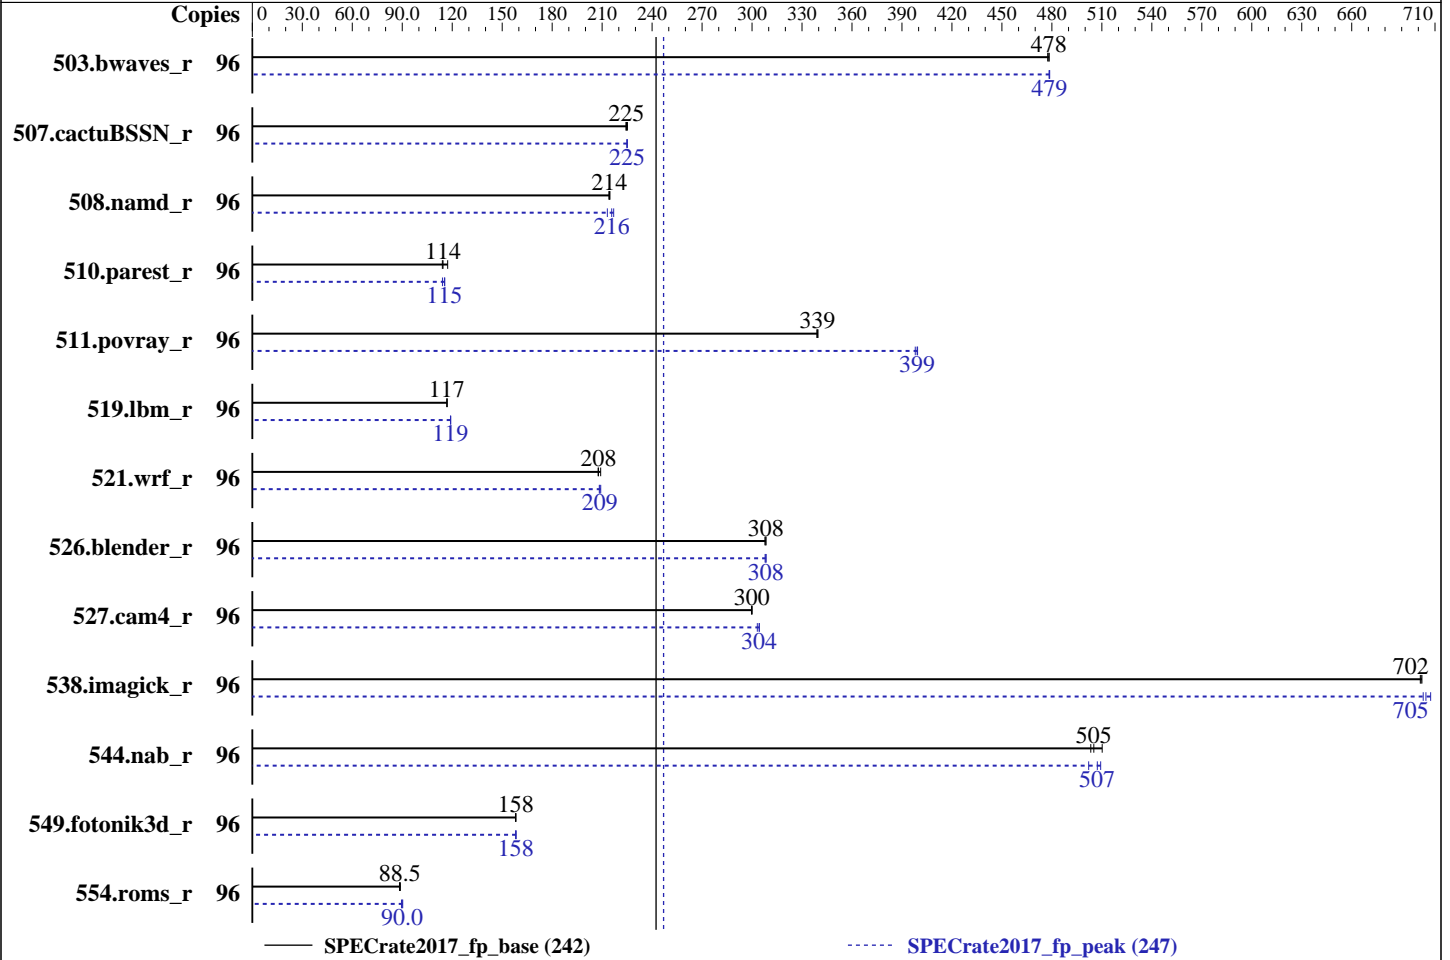 Copies 0 30.0 60.0 90.0 120 150 180 210 240 270 300 330 360 390 420 450 480 510 540 570 600 630 660 710
503.bwaves_r 96 478
479
507.cactuBSSN_r 96 225
225
508.namd_r 96 214
216
510.parest_r 96 114
115
511.povray_r 96 339
399
519.lbm_r 96 117
119
521.wrf_r 96 208
209
526.blender_r 96 308
308
527.cam4_r 96 300
304
538.imagick_r 96 702
705
544.nab_r 96 505
507
549.fotonik3d_r 96 158
158
554.roms_r 96 88.5
90.0
SPECrate2017_fp_base (242) SPECrate2017_fp_peak (247)